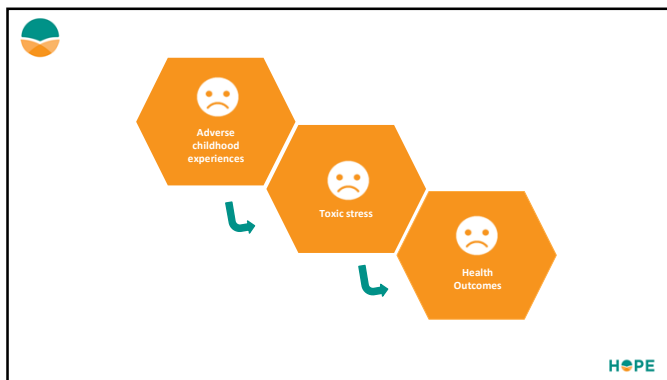 Adverse
childhood
experiences
Toxic stress
Health
Outcomes
HOPE